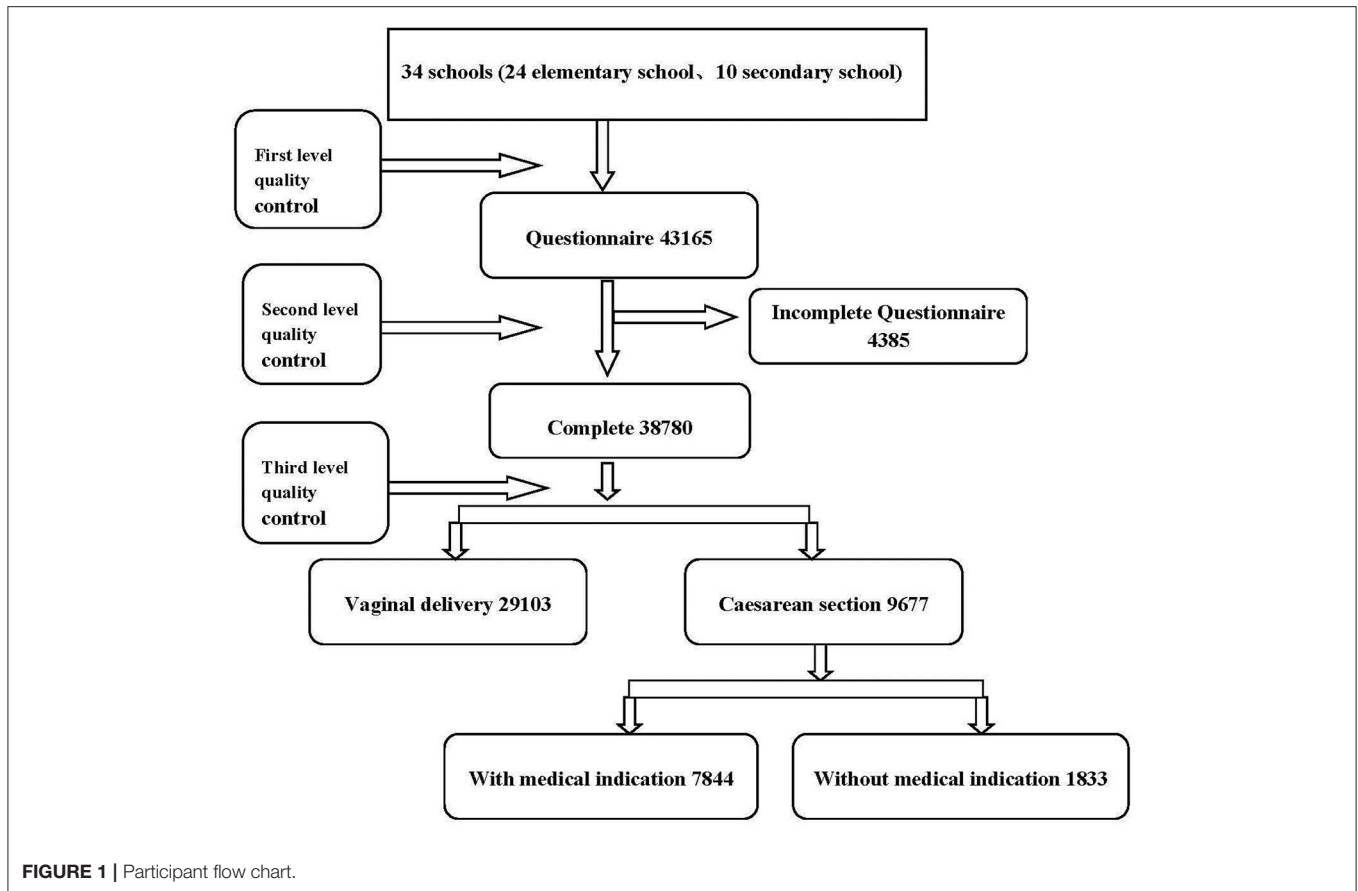 34 schools (24 elementary school、10 secondary school)
First level
quality
control
Questionnaire 43165
Second level
quality
control
Incomplete Questionnaire
4385
Complete 38780
Third level
quality
control
Vaginal delivery 29103
Caesarean section 9677
With medical indication 7844
Without medical indication 1833
FIGURE 1 | Participant flow chart.